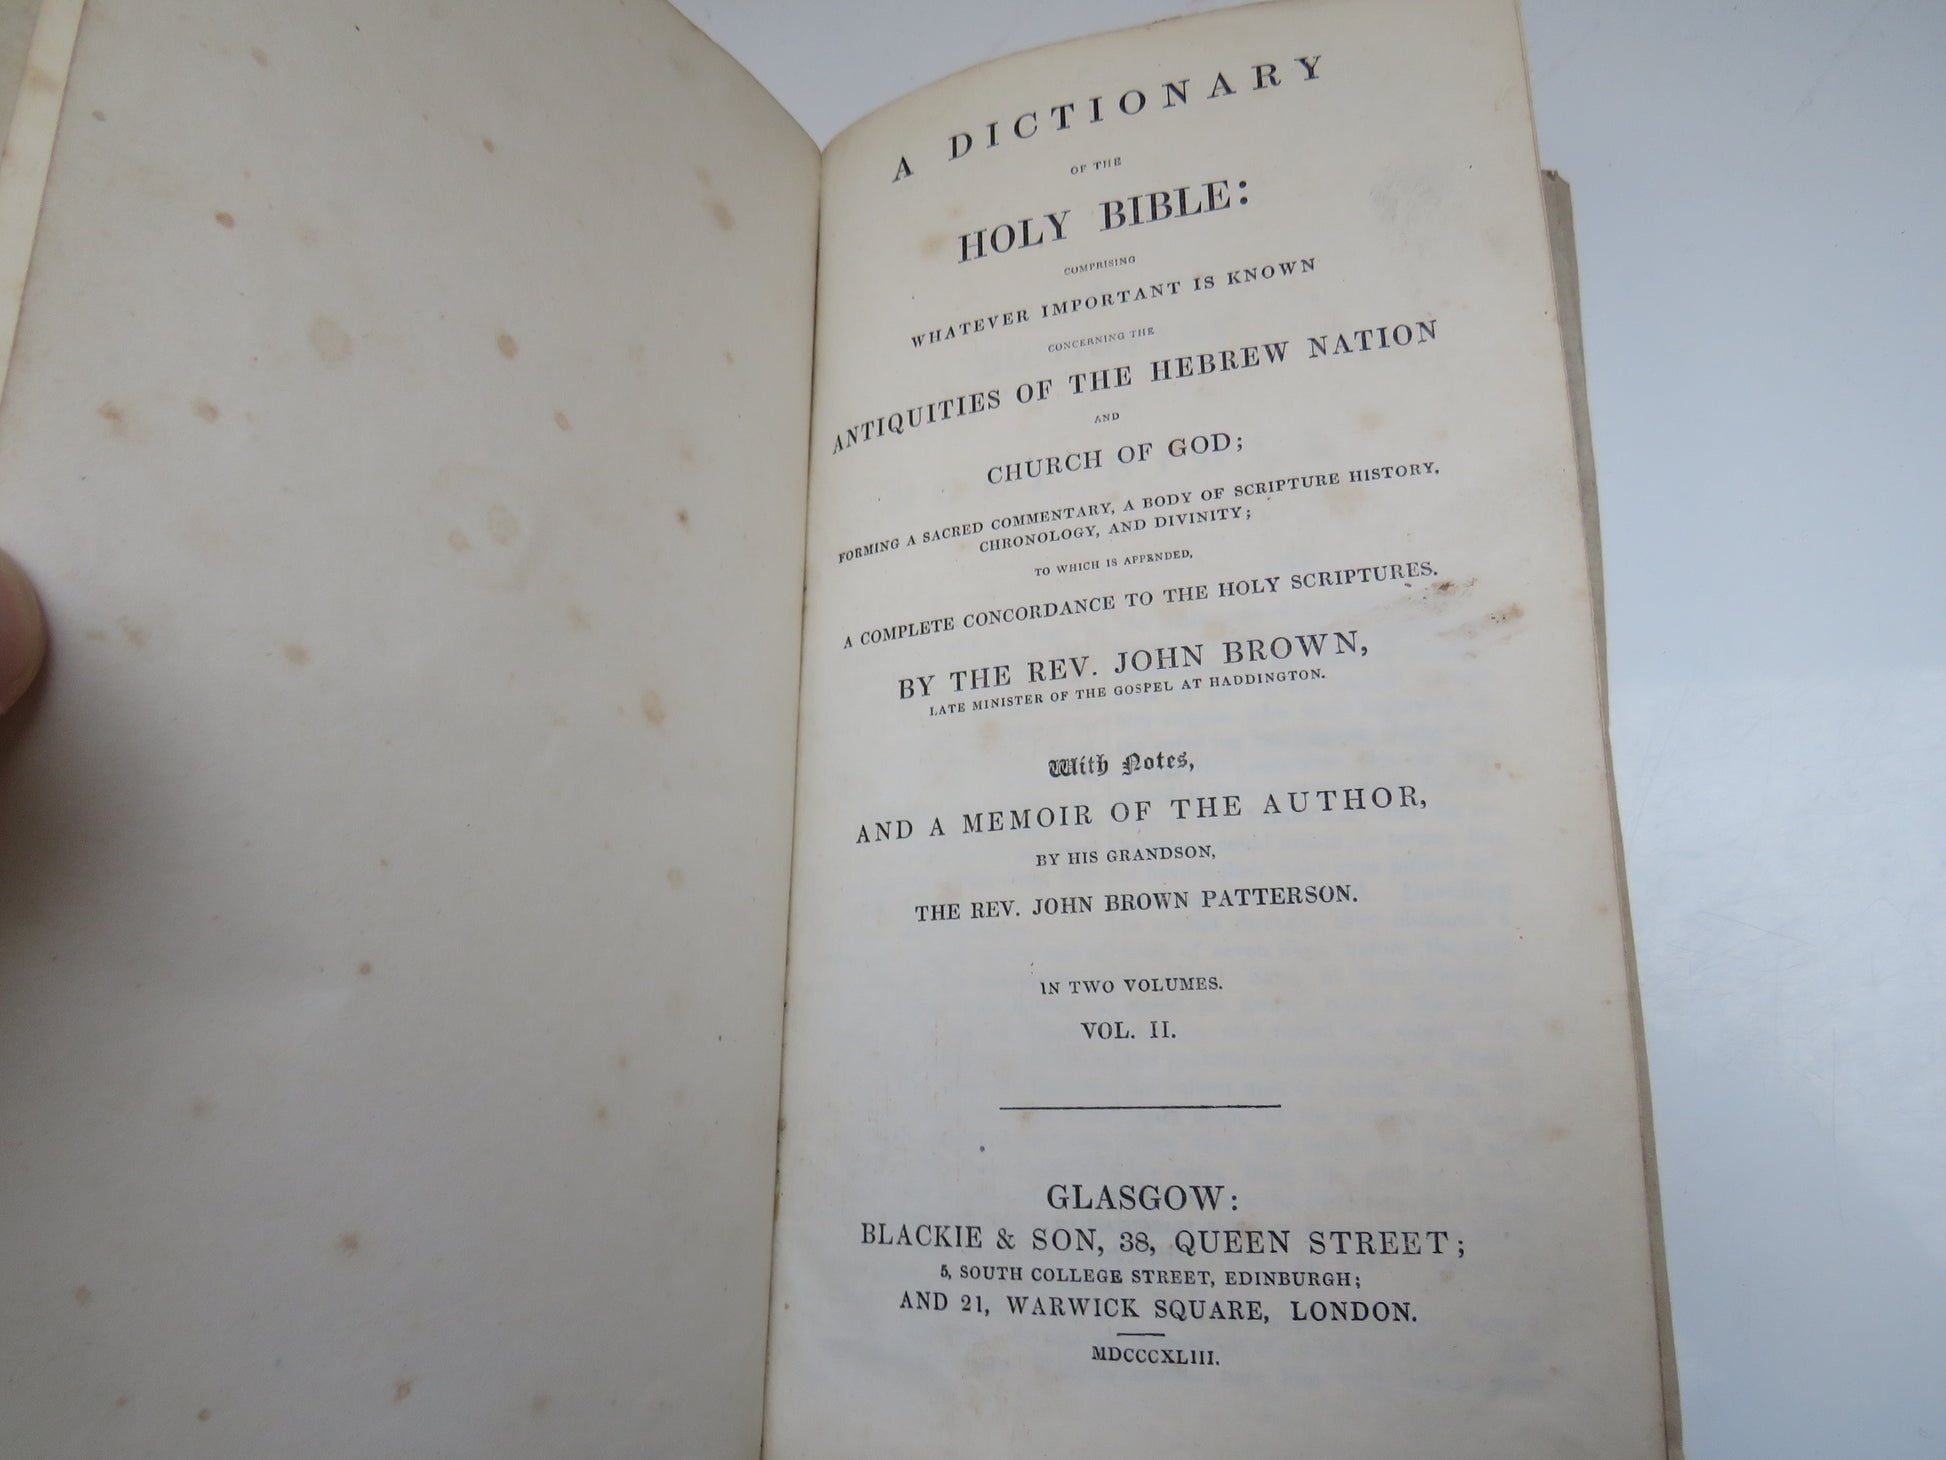 A DICTIONARY
OF THE
HOLY BIBLE:
COMPRISING
WHATEVER IMPORTANT IS KNOWN
CONCERNING THE
ANTIQUITIES OF THE HEBREW NATION
AND
CHURCH OF GOD;
FORMING A SACRED COMMENTARY, A BODY OF SCRIPTURE HISTORY,
CHRONOLOGY, AND DIVINITY;
TO WHICH IS APPENDED,
A COMPLETE CONCORDANCE TO THE HOLY SCRIPTURES.
BY THE REV. JOHN BROWN,
LATE MINISTER OF THE GOSPEL AT HADDINGTON.
With Notes,
AND A MEMOIR OF THE AUTHOR,
BY HIS GRANDSON,
THE REV. JOHN BROWN PATTERSON.
IN TWO VOLUMES.
VOL. II.
GLASGOW:
BLACKIE & SON, 38, QUEEN STREET;
5, SOUTH COLLEGE STREET, EDINBURGH;
AND 21, WARWICK SQUARE, LONDON.
MDCCCXLIII.